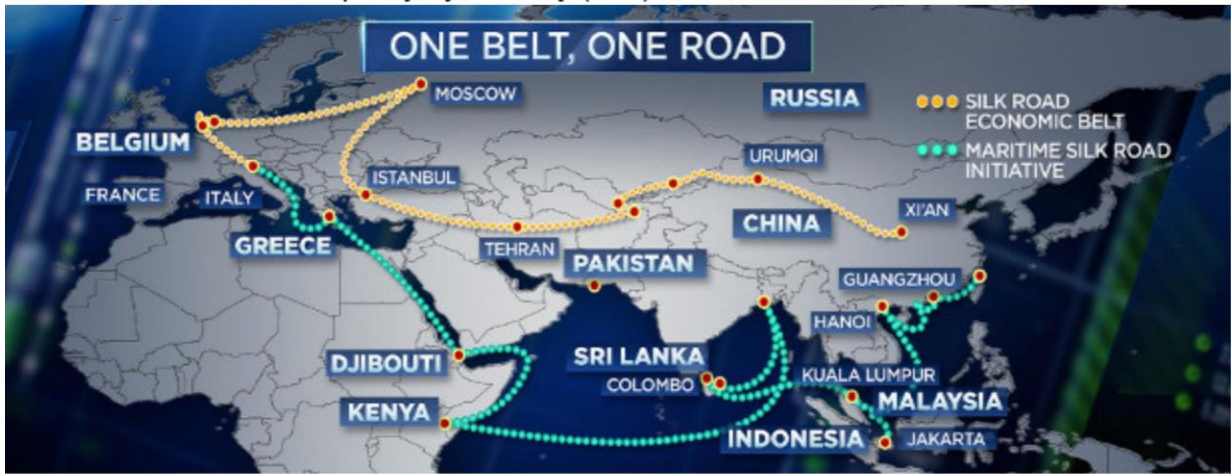 ONE BELT, ONE ROAD
MOSCOW
RUSSIA
SILK ROAD
ECONOMIC BELT
MARITIME SILK ROAD
INITIATIVE
BELGIUM
URUMQI
FRANCE
ITALY
ISTANBUL
XI'AN
GREECE
TEHRAN
CHINA
PAKISTAN
GUANGZHOU
HANOI
DJIBOUTI
SRI LANKA
COLOMBO
KUALA LUMPUR
MALAYSIA
KENYA
INDONESIA
JAKARTA